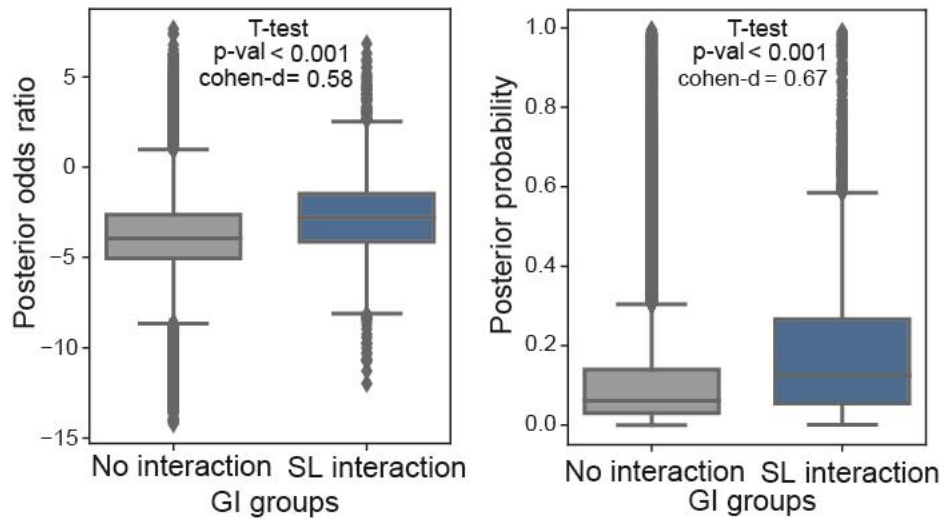 Posterior odds ratio
5
0
−5
−10
−15
T-test
p-val < 0.001
cohen-d = 0.58
No interaction SL interaction
GI groups
Posterior probability
1.0
0.8
0.6
0.4
0.2
0.0
T-test
p-val < 0.001
cohen-d = 0.67
No interaction SL interaction
GI groups